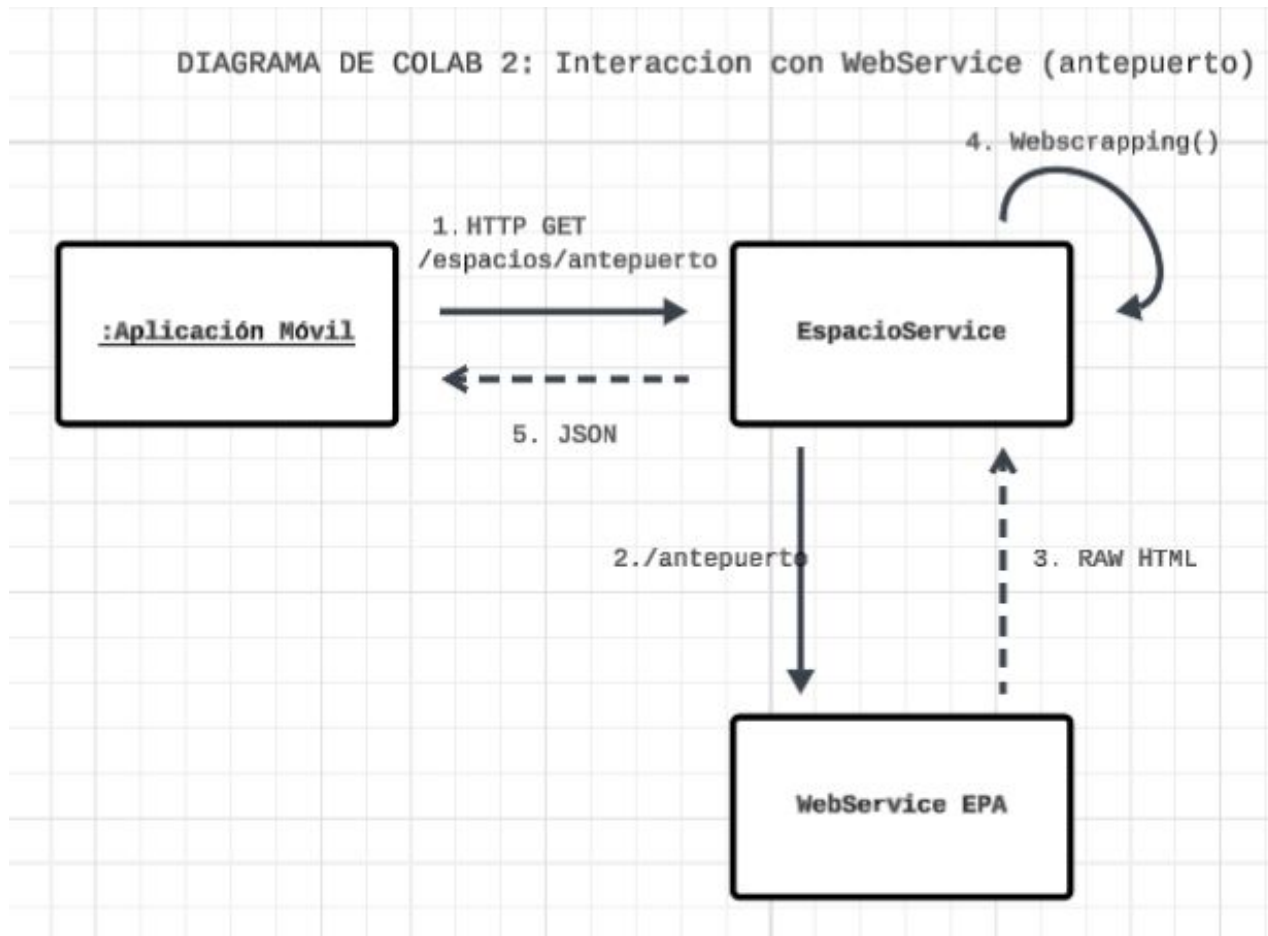 DIAGRAMA DE COLAB 2: Interaccion con WebService (antepuerto)
4. Webscrapping()
1.HTTP GET
/espacios/antepuerto
:Aplicación Móvil
EspacioService
5. JSON
2./antepuerto
3. RAW HTML
WebService EPA